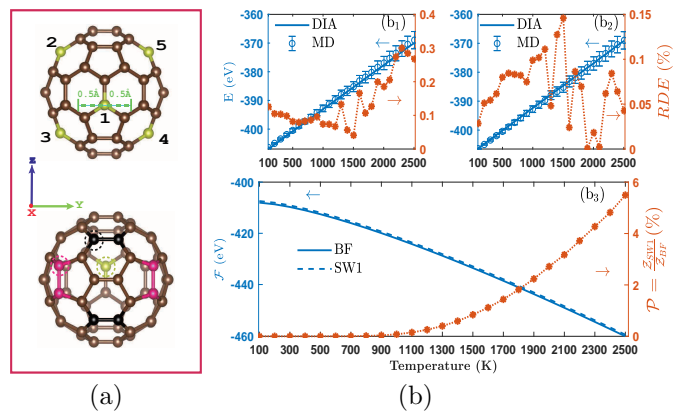 2
5
0.5Å
0.5Å
1
3
4
Z
X
Y
(a)
DIA
MD
(b1)
E (eV)
-360
-370
-380
-390
-400
0.4
0.3
0.2
0.1
0
100 500 1000 1500 2000 2500
DIA
MD
(b2)
-360
-370
-380
-390
-400
0.15
0.1
0.05
0
RDE (%)
100 500 1000 1500 2000 2500
(b3)
BF
SW1
ℱ (eV)
-400
-420
-440
-460
6
4
2
0
𝒫 = 𝒵SW1/𝒵BF (%)
100 300 500 700 900 1100 1300 1500 1700 1900 2100 2300 2500
Temperature (K)
(b)